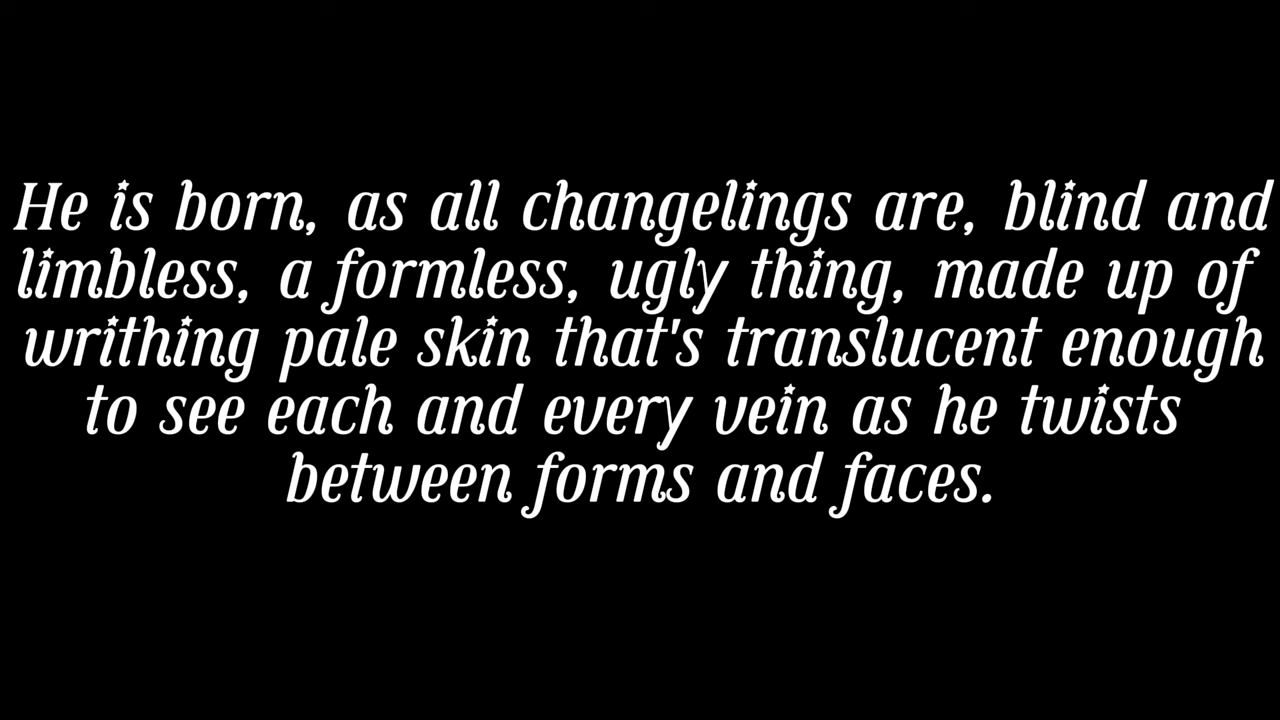 He is born, as all changelings are, blind and
limbless, a formless, ugly thing, made up of
writhing pale skin that's translucent enough
to see each and every vein as he twists
between forms and faces.